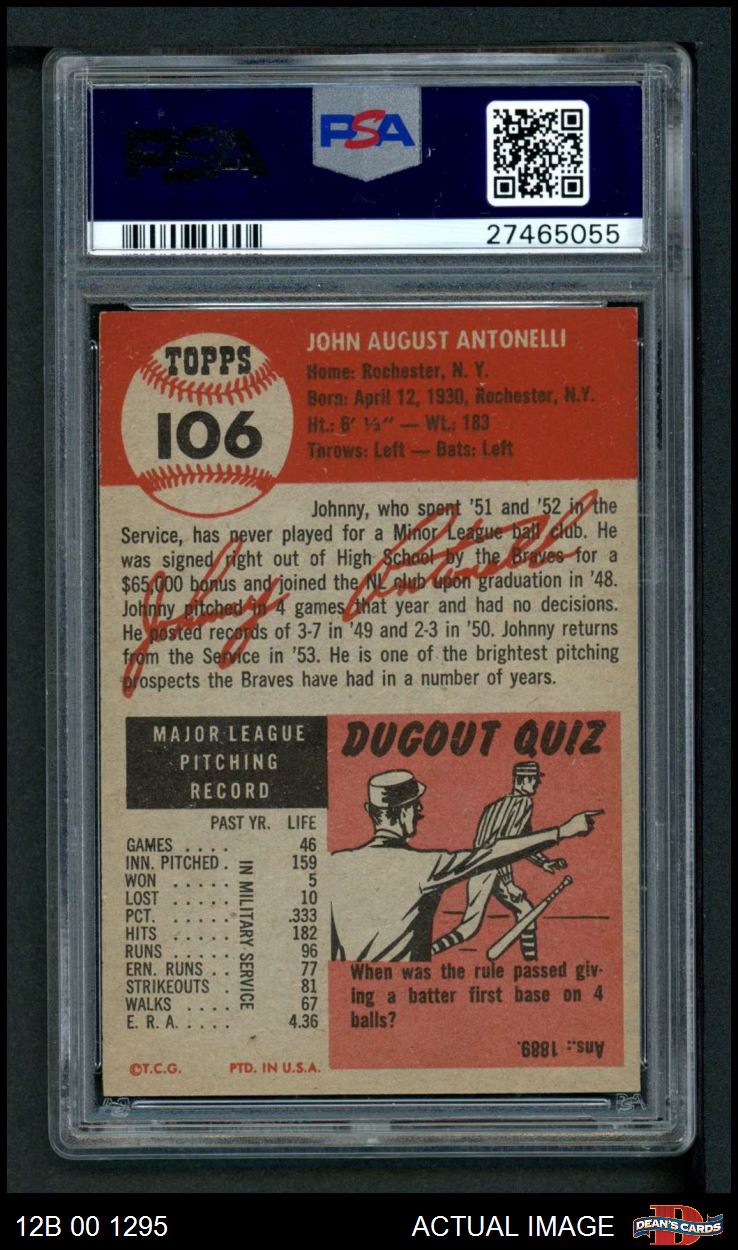 PSA
PSA
27465055
TOPPS
106
JOHN AUGUST ANTONELLI
Home: Rochester, N. Y.
Born: April 12, 1930, Rochester, N.Y.
Ht.: 6' ½" — Wt.: 183
Throws: Left — Bats: Left
Johnny, who spent '51 and '52 in the
Service, has never played for a Minor League ball club. He
was signed right out of High School by the Braves for a
$65,000 bonus and joined the NL club upon graduation in '48.
Johnny pitched in 4 games that year and had no decisions.
He posted records of 3-7 in '49 and 2-3 in '50. Johnny returns
from the Service in '53. He is one of the brightest pitching
prospects the Braves have had in a number of years.
Johnny Antonelli
MAJOR LEAGUE
PITCHING
RECORD
PAST YR. LIFE
GAMES . . . . 46
INN. PITCHED . 159
WON . . . . . 5
LOST . . . . . 10
PCT. . . . . . .333
HITS . . . . . 182
RUNS . . . . . 96
ERN. RUNS . . 77
STRIKEOUTS . 81
WALKS . . . . 67
E. R. A. . . . . 4.36
IN MILITARY SERVICE
DUGOUT QUIZ
When was the rule passed giv-
ing a batter first base on 4
balls?
Ans.: 1889.
©T.C.G. PTD. IN U.S.A.
12B 00 1295
ACTUAL IMAGE
DEAN'S CARDS